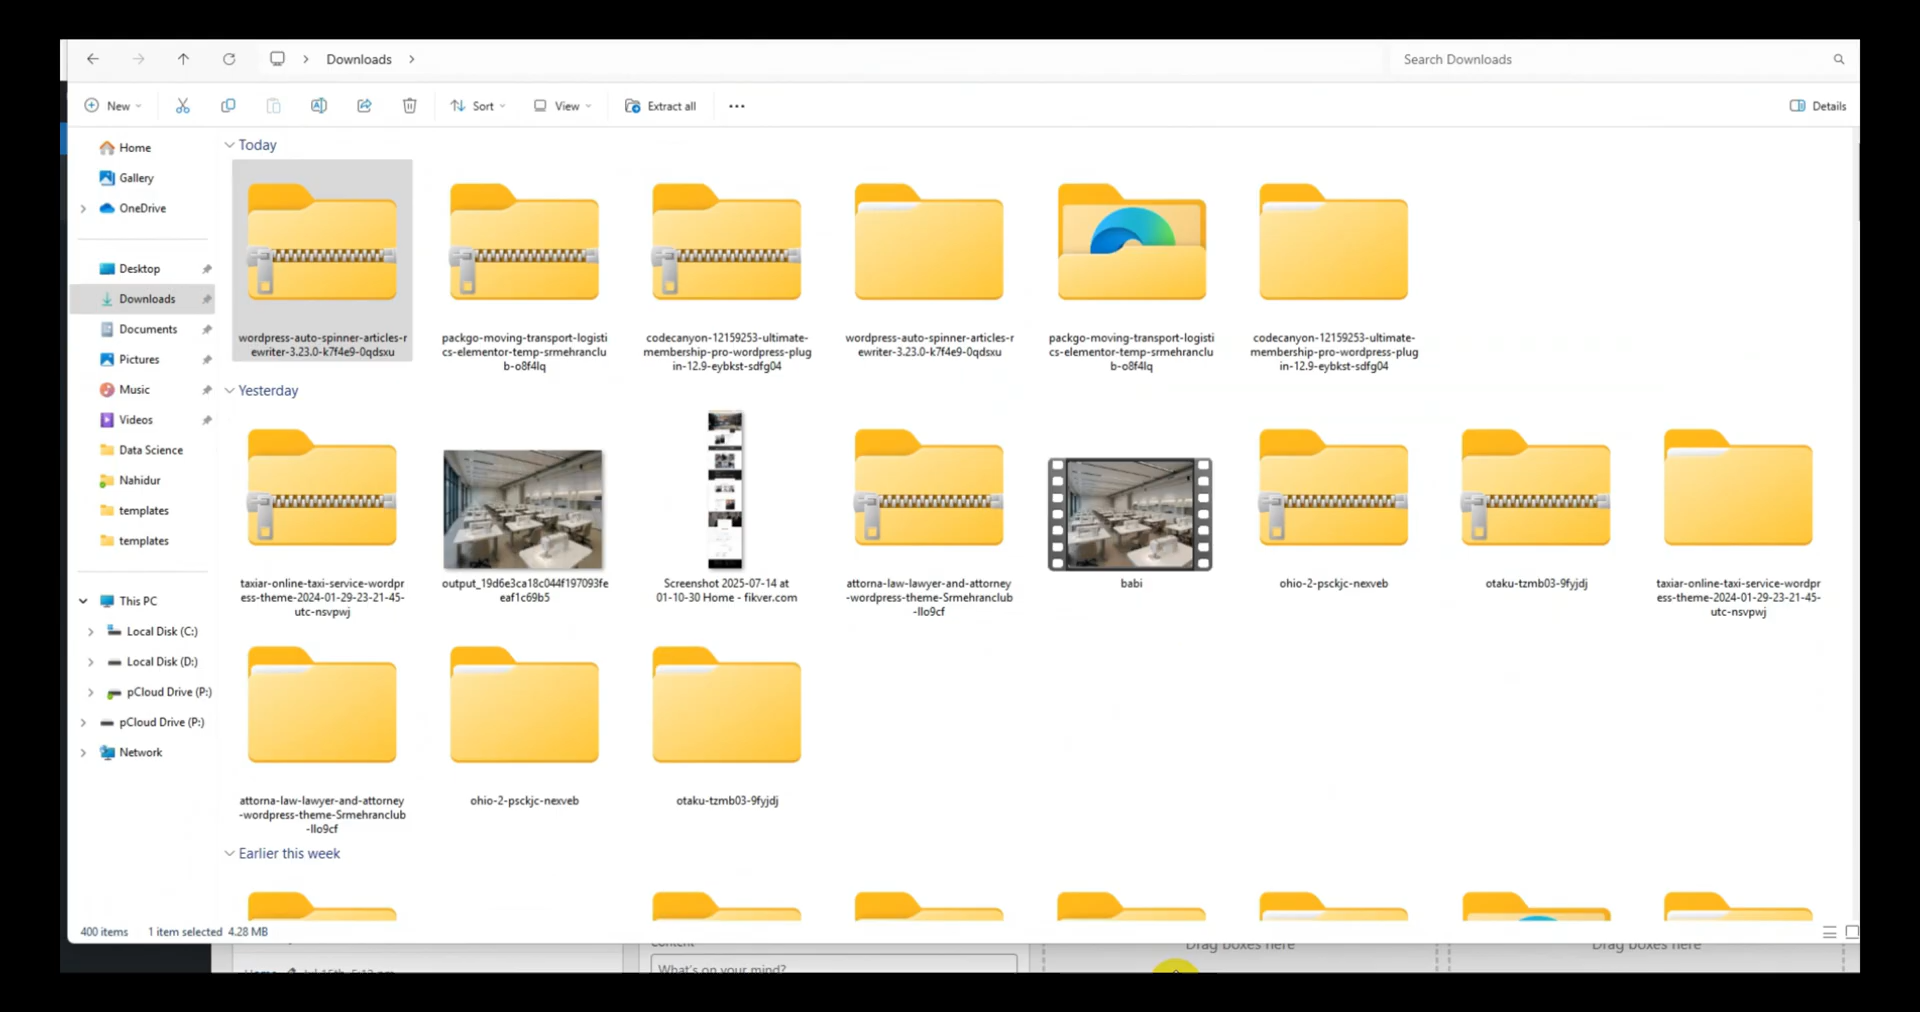 Downloads
Search Downloads
New
Sort
View
Extract all
Details
Home
Gallery
OneDrive
Desktop
Downloads
Documents
Pictures
Music
Videos
Data Science
Nahidur
templates
templates
This PC
Local Disk (C:)
Local Disk (D:)
pCloud Drive (P:)
pCloud Drive (P:)
Network
Today
wordpress-auto-spinner-articles-r
ewriter-3.23.0-k7f4e9-0qdsxu
packgo-moving-transport-logisti
cs-elementor-temp-srmehranclu
b-o8f4lq
codecanyon-12159253-ultimate-
membership-pro-wordpress-plug
in-12.9-eybkst-sdfg04
wordpress-auto-spinner-articles-r
ewriter-3.23.0-k7f4e9-0qdsxu
packgo-moving-transport-logisti
cs-elementor-temp-srmehranclu
b-o8f4lq
codecanyon-12159253-ultimate-
membership-pro-wordpress-plug
in-12.9-eybkst-sdfg04
Yesterday
taxiar-online-taxi-service-wordpr
ess-theme-2024-01-29-23-21-45-
utc-nsvpwj
output_19d6e3ca18c044f197093fe
eaf1c69b5
Screenshot 2025-07-14 at
01-10-30 Home - fikver.com
attorna-law-lawyer-and-attorney
-wordpress-theme-Srmehranclub
-llo9cf
babi
ohio-2-psckjc-nexveb
otaku-tzmb03-9fyjdj
taxiar-online-taxi-service-wordpr
ess-theme-2024-01-29-23-21-45-
utc-nsvpwj
attorna-law-lawyer-and-attorney
-wordpress-theme-Srmehranclub
-llo9cf
ohio-2-psckjc-nexveb
otaku-tzmb03-9fyjdj
Earlier this week
400 items
1 item selected 4.28 MB
Content
Drag boxes here
Drag boxes here
What's on your mind?